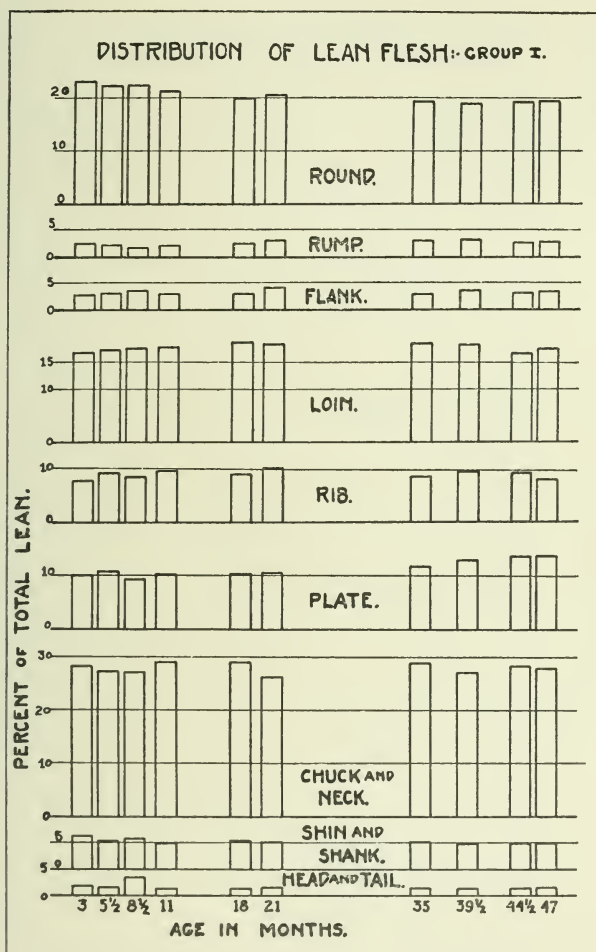 DISTRIBUTION OF LEAN FLESH:- GROUP I.
20
10
0
ROUND.
5
0
RUMP.
5
0
FLANK.
15
10
0
LOIN.
10
0
RIB.
10
0
PLATE.
30
20
10
0
CHUCK AND
NECK.
5
SHIN AND
SHANK.
5 0
HEAD AND TAIL.
0
3 5½ 8½ 11 18 21 35 39½ 44½ 47
AGE IN MONTHS.
PERCENT OF TOTAL LEAN.